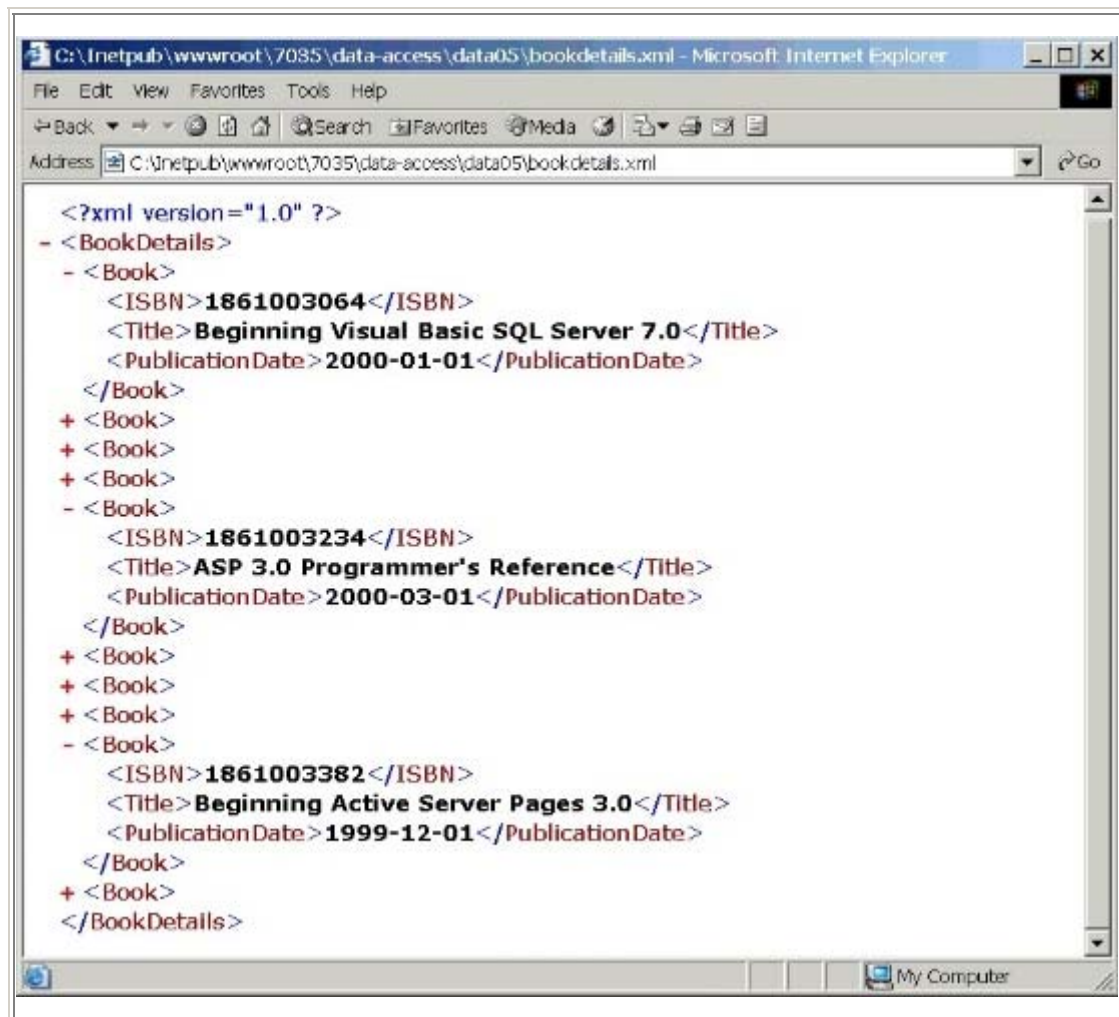 C:\Inetpub\wwwroot\7035\data-access\data05\bookdetails.xml - Microsoft Internet Explorer
File Edit View Favorites Tools Help
Back Search Favorites Media
Address C:\Inetpub\wwwroot\7035\data-access\data05\bookdetails.xml Go
<?xml version="1.0" ?>
- <BookDetails>
- <Book>
<ISBN>1861003064</ISBN>
<Title>Beginning Visual Basic SQL Server 7.0</Title>
<PublicationDate>2000-01-01</PublicationDate>
</Book>
+ <Book>
+ <Book>
+ <Book>
- <Book>
<ISBN>1861003234</ISBN>
<Title>ASP 3.0 Programmer's Reference</Title>
<PublicationDate>2000-03-01</PublicationDate>
</Book>
+ <Book>
+ <Book>
+ <Book>
- <Book>
<ISBN>1861003382</ISBN>
<Title>Beginning Active Server Pages 3.0</Title>
<PublicationDate>1999-12-01</PublicationDate>
</Book>
+ <Book>
</BookDetails>
My Computer